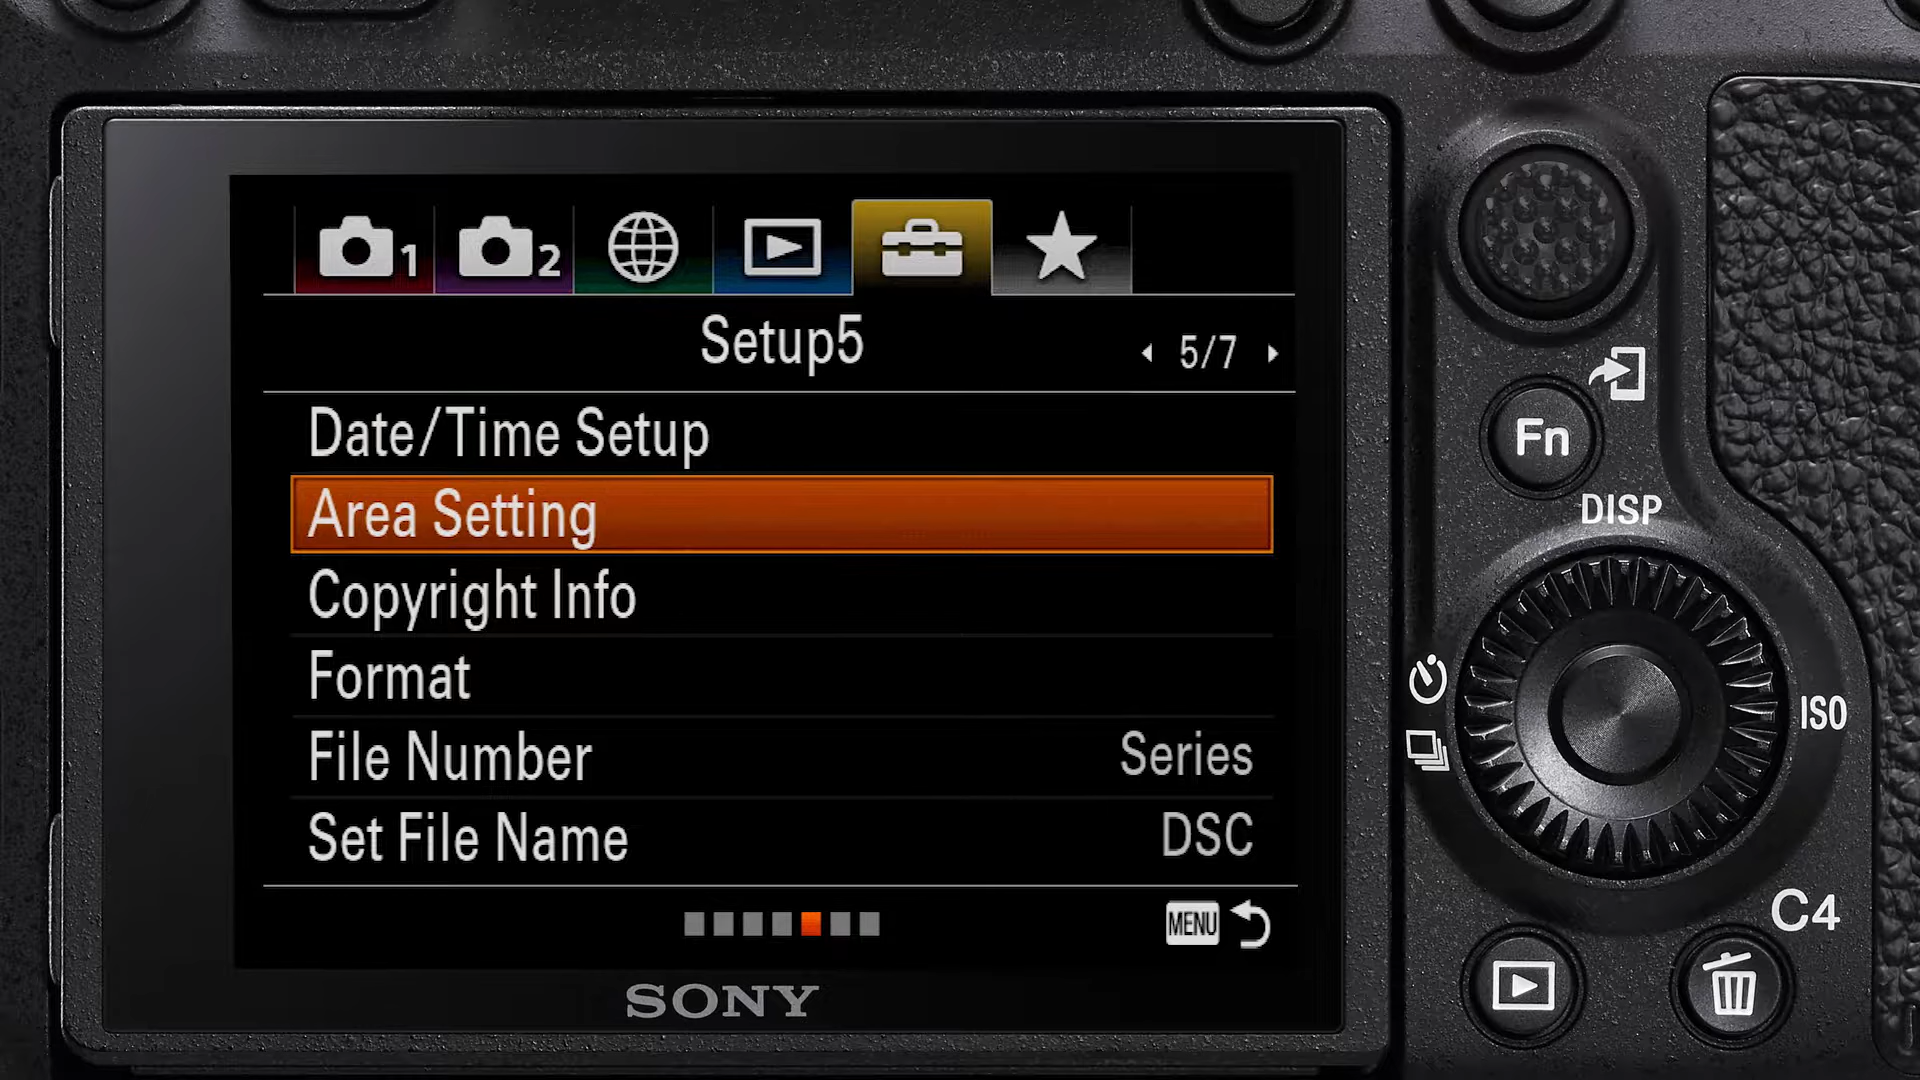 1
2
Setup5
5/7
Date/Time Setup
Area Setting
Copyright Info
Format
File Number Series
Set File Name DSC
MENU
SONY
Fn
DISP
ISO
C4